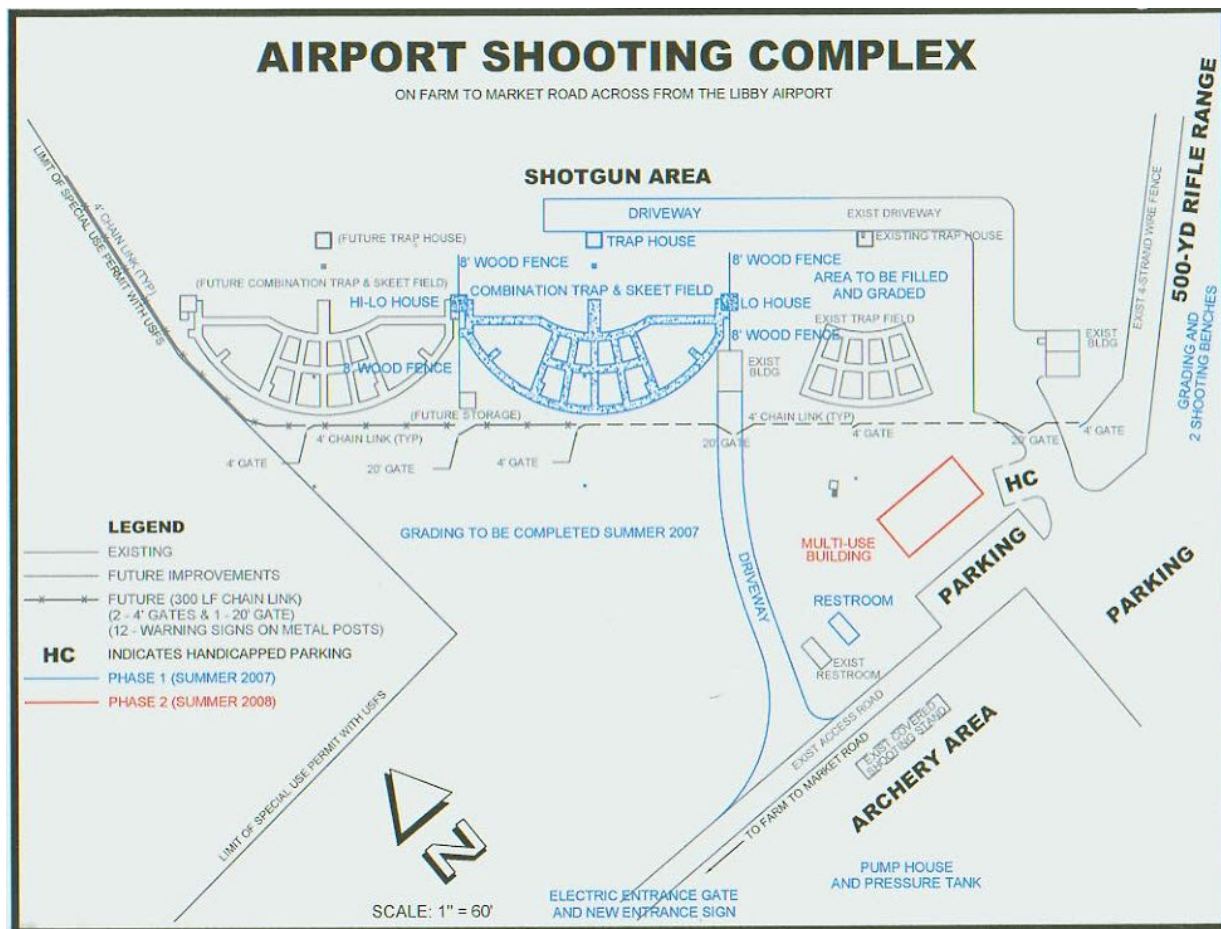 AIRPORT SHOOTING COMPLEX
ON FARM TO MARKET ROAD ACROSS FROM THE LIBBY AIRPORT
SHOTGUN AREA
DRIVEWAY
EXIST DRIVEWAY
(FUTURE TRAP HOUSE)
TRAP HOUSE
EXISTING TRAP HOUSE
8' WOOD FENCE
8' WOOD FENCE
(FUTURE COMBINATION TRAP & SKEET FIELD)
COMBINATION TRAP & SKEET FIELD
AREA TO BE FILLED
AND GRADED
HI-LO HOUSE
LO HOUSE
EXIST TRAP FIELD
8' WOOD FENCE
8' WOOD FENCE
EXIST
BLDG
EXIST
BLDG
(FUTURE STORAGE)
4' CHAIN LINK (TYP)
4' CHAIN LINK (TYP)
4' CHAIN LINK (TYP)
LIMIT OF SPECIAL USE PERMIT WITH USFS
EXIST 4-STRAND WIRE FENCE
500-YD RIFLE RANGE
GRADING AND
2 SHOOTING BENCHES
4' GATE
20' GATE
4' GATE
20' GATE
4' GATE
20' GATE
4' GATE
HC
PARKING
PARKING
GRADING TO BE COMPLETED SUMMER 2007
MULTI-USE
BUILDING
DRIVEWAY
RESTROOM
EXIST
RESTROOM
LEGEND
EXISTING
FUTURE IMPROVEMENTS
FUTURE (300 LF CHAIN LINK)
(2 - 4' GATES & 1 - 20' GATE)
(12 - WARNING SIGNS ON METAL POSTS)
HC INDICATES HANDICAPPED PARKING
PHASE 1 (SUMMER 2007)
PHASE 2 (SUMMER 2008)
LIMIT OF SPECIAL USE PERMIT WITH USFS
EXIST ACCESS ROAD
TO FARM TO MARKET ROAD
EXIST COVERED
SHOOTING STAND
ARCHERY AREA
N
SCALE: 1" = 60'
PUMP HOUSE
AND PRESSURE TANK
ELECTRIC ENTRANCE GATE
AND NEW ENTRANCE SIGN